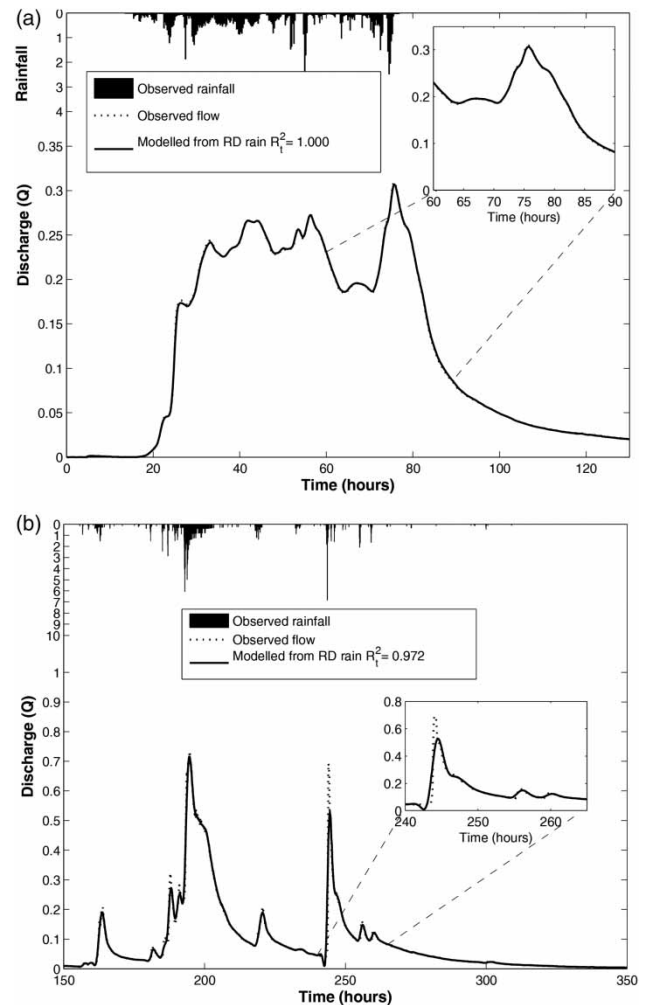 (a)
0
1
2
3
4
Rainfall
Observed rainfall
Observed flow
Modelled from RD rain R_t^2= 1.000
0.35
0.3
0.25
0.2
0.15
0.1
0.05
0
Discharge (Q)
0 20 40 60 80 100 120
Time (hours)
0.3
0.2
0.1
0
60 65 70 75 80 85 90
Time (hours)
(b)
0
1
2
3
4
5
6
7
8
9
10
Observed rainfall
Observed flow
Modelled from RD rain R_t^2= 0.972
1
0.9
0.8
0.7
0.6
0.5
0.4
0.3
0.2
0.1
0
Discharge (Q)
150 200 250 300 350
Time (hours)
0.8
0.6
0.4
0.2
0
240 250 260
Time (hours)